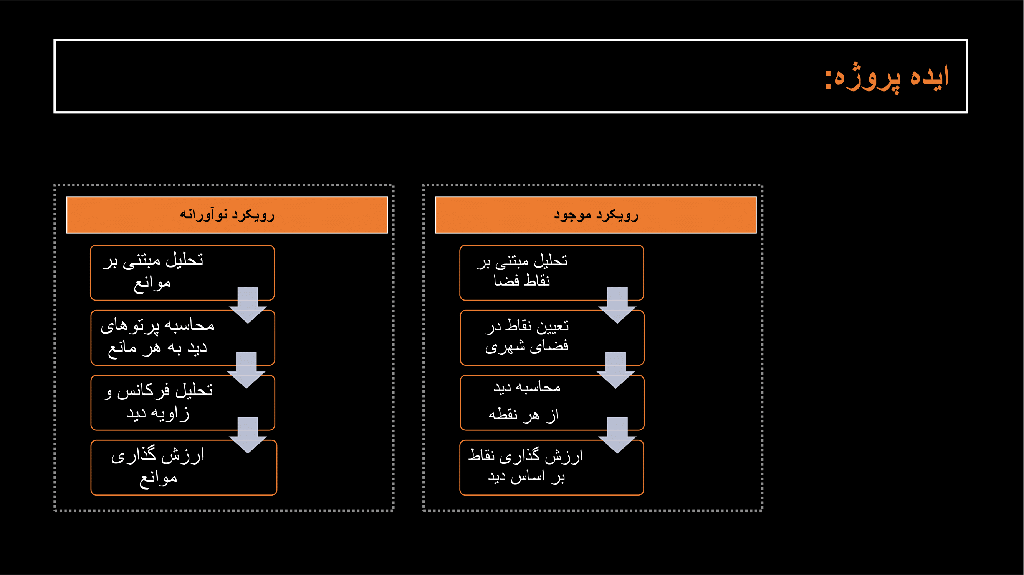 ایده پروژه:
رویکرد موجود
تحلیل مبتنی بر
نقاط فضا
تعیین نقاط در
فضای شهری
محاسبه دید
از هر نقطه
ارزش گذاری نقاط
بر اساس دید
رویکرد نوآورانه
تحلیل مبتنی بر
موانع
محاسبه پرتوهای
دید به هر مانع
تحلیل فرکانس و
زاویه دید
ارزش گذاری
موانع